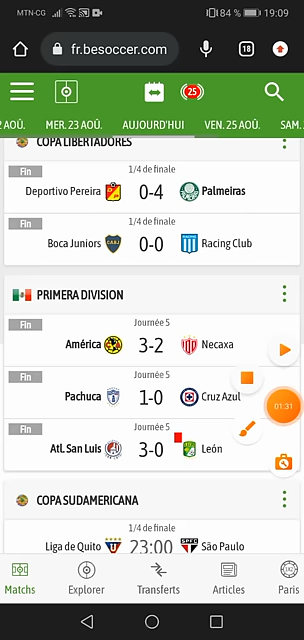 MTN-CG 84 % 19:09
fr.besoccer.com 18
25
2 AOÛ. MER. 23 AOÛ. AUJOURD'HUI VEN. 25 AOÛ. SAM.
COPA LIBERTADORES
Fin 1/4 de finale
Deportivo Pereira 0-4 Palmeiras
Fin 1/4 de finale
Boca Juniors 0-0 Racing Club
PRIMERA DIVISION
Fin Journée 5
América 3-2 Necaxa
Fin Journée 5
Pachuca 1-0 Cruz Azul
Fin Journée 5
Atl. San Luis 3-0 León
01:31
COPA SUDAMERICANA
1/4 de finale
Liga de Quito 23:00 São Paulo
Matchs Explorer Transferts Articles Paris